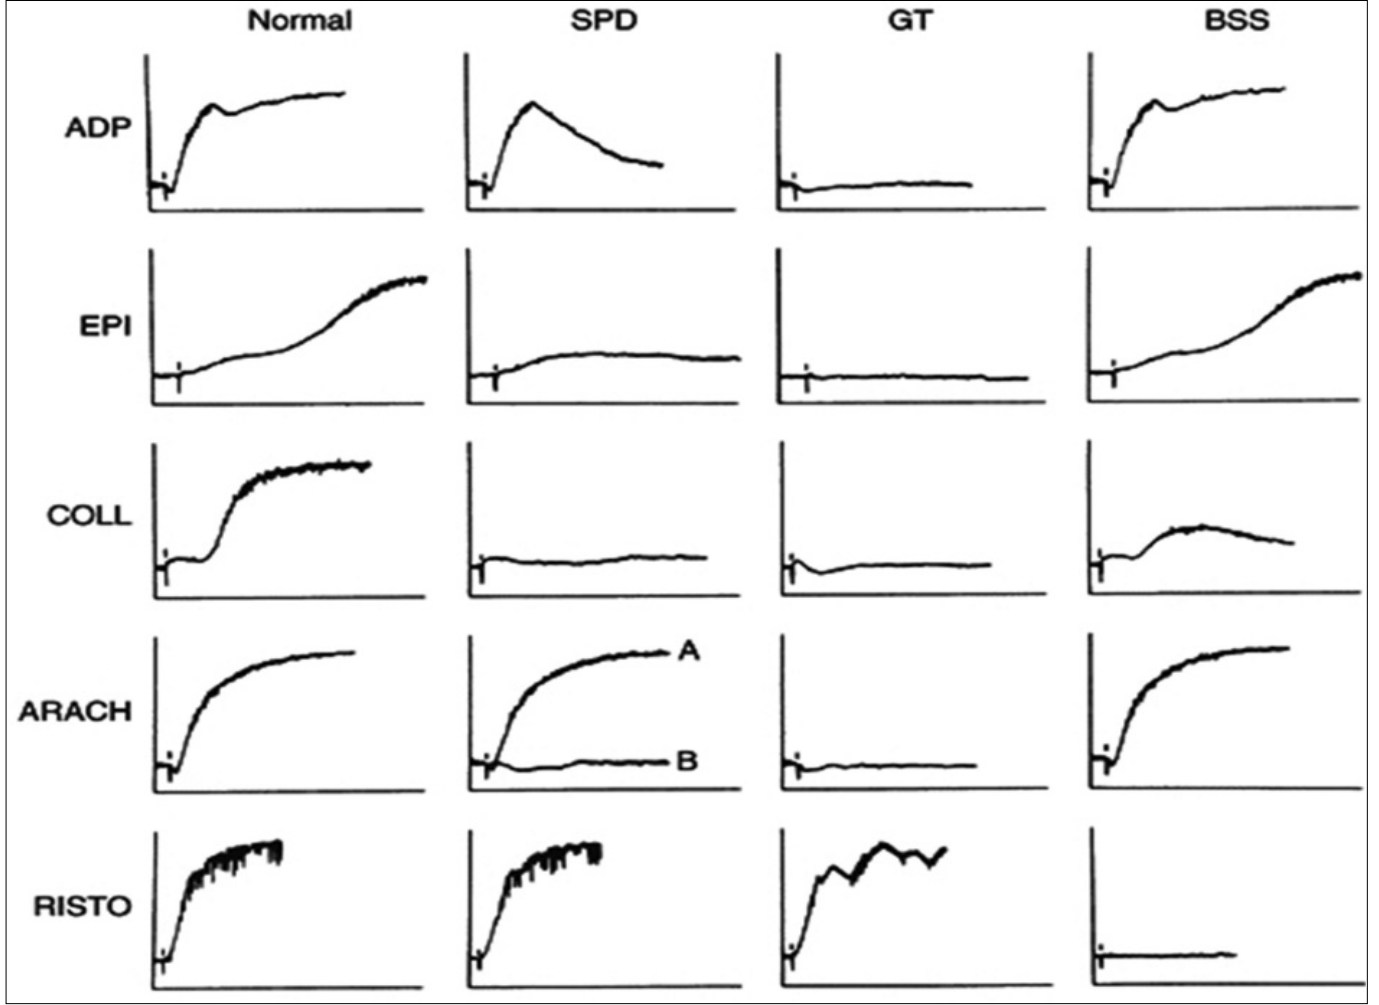 Normal SPD GT BSS
ADP
EPI
COLL
ARACH A
B
RISTO